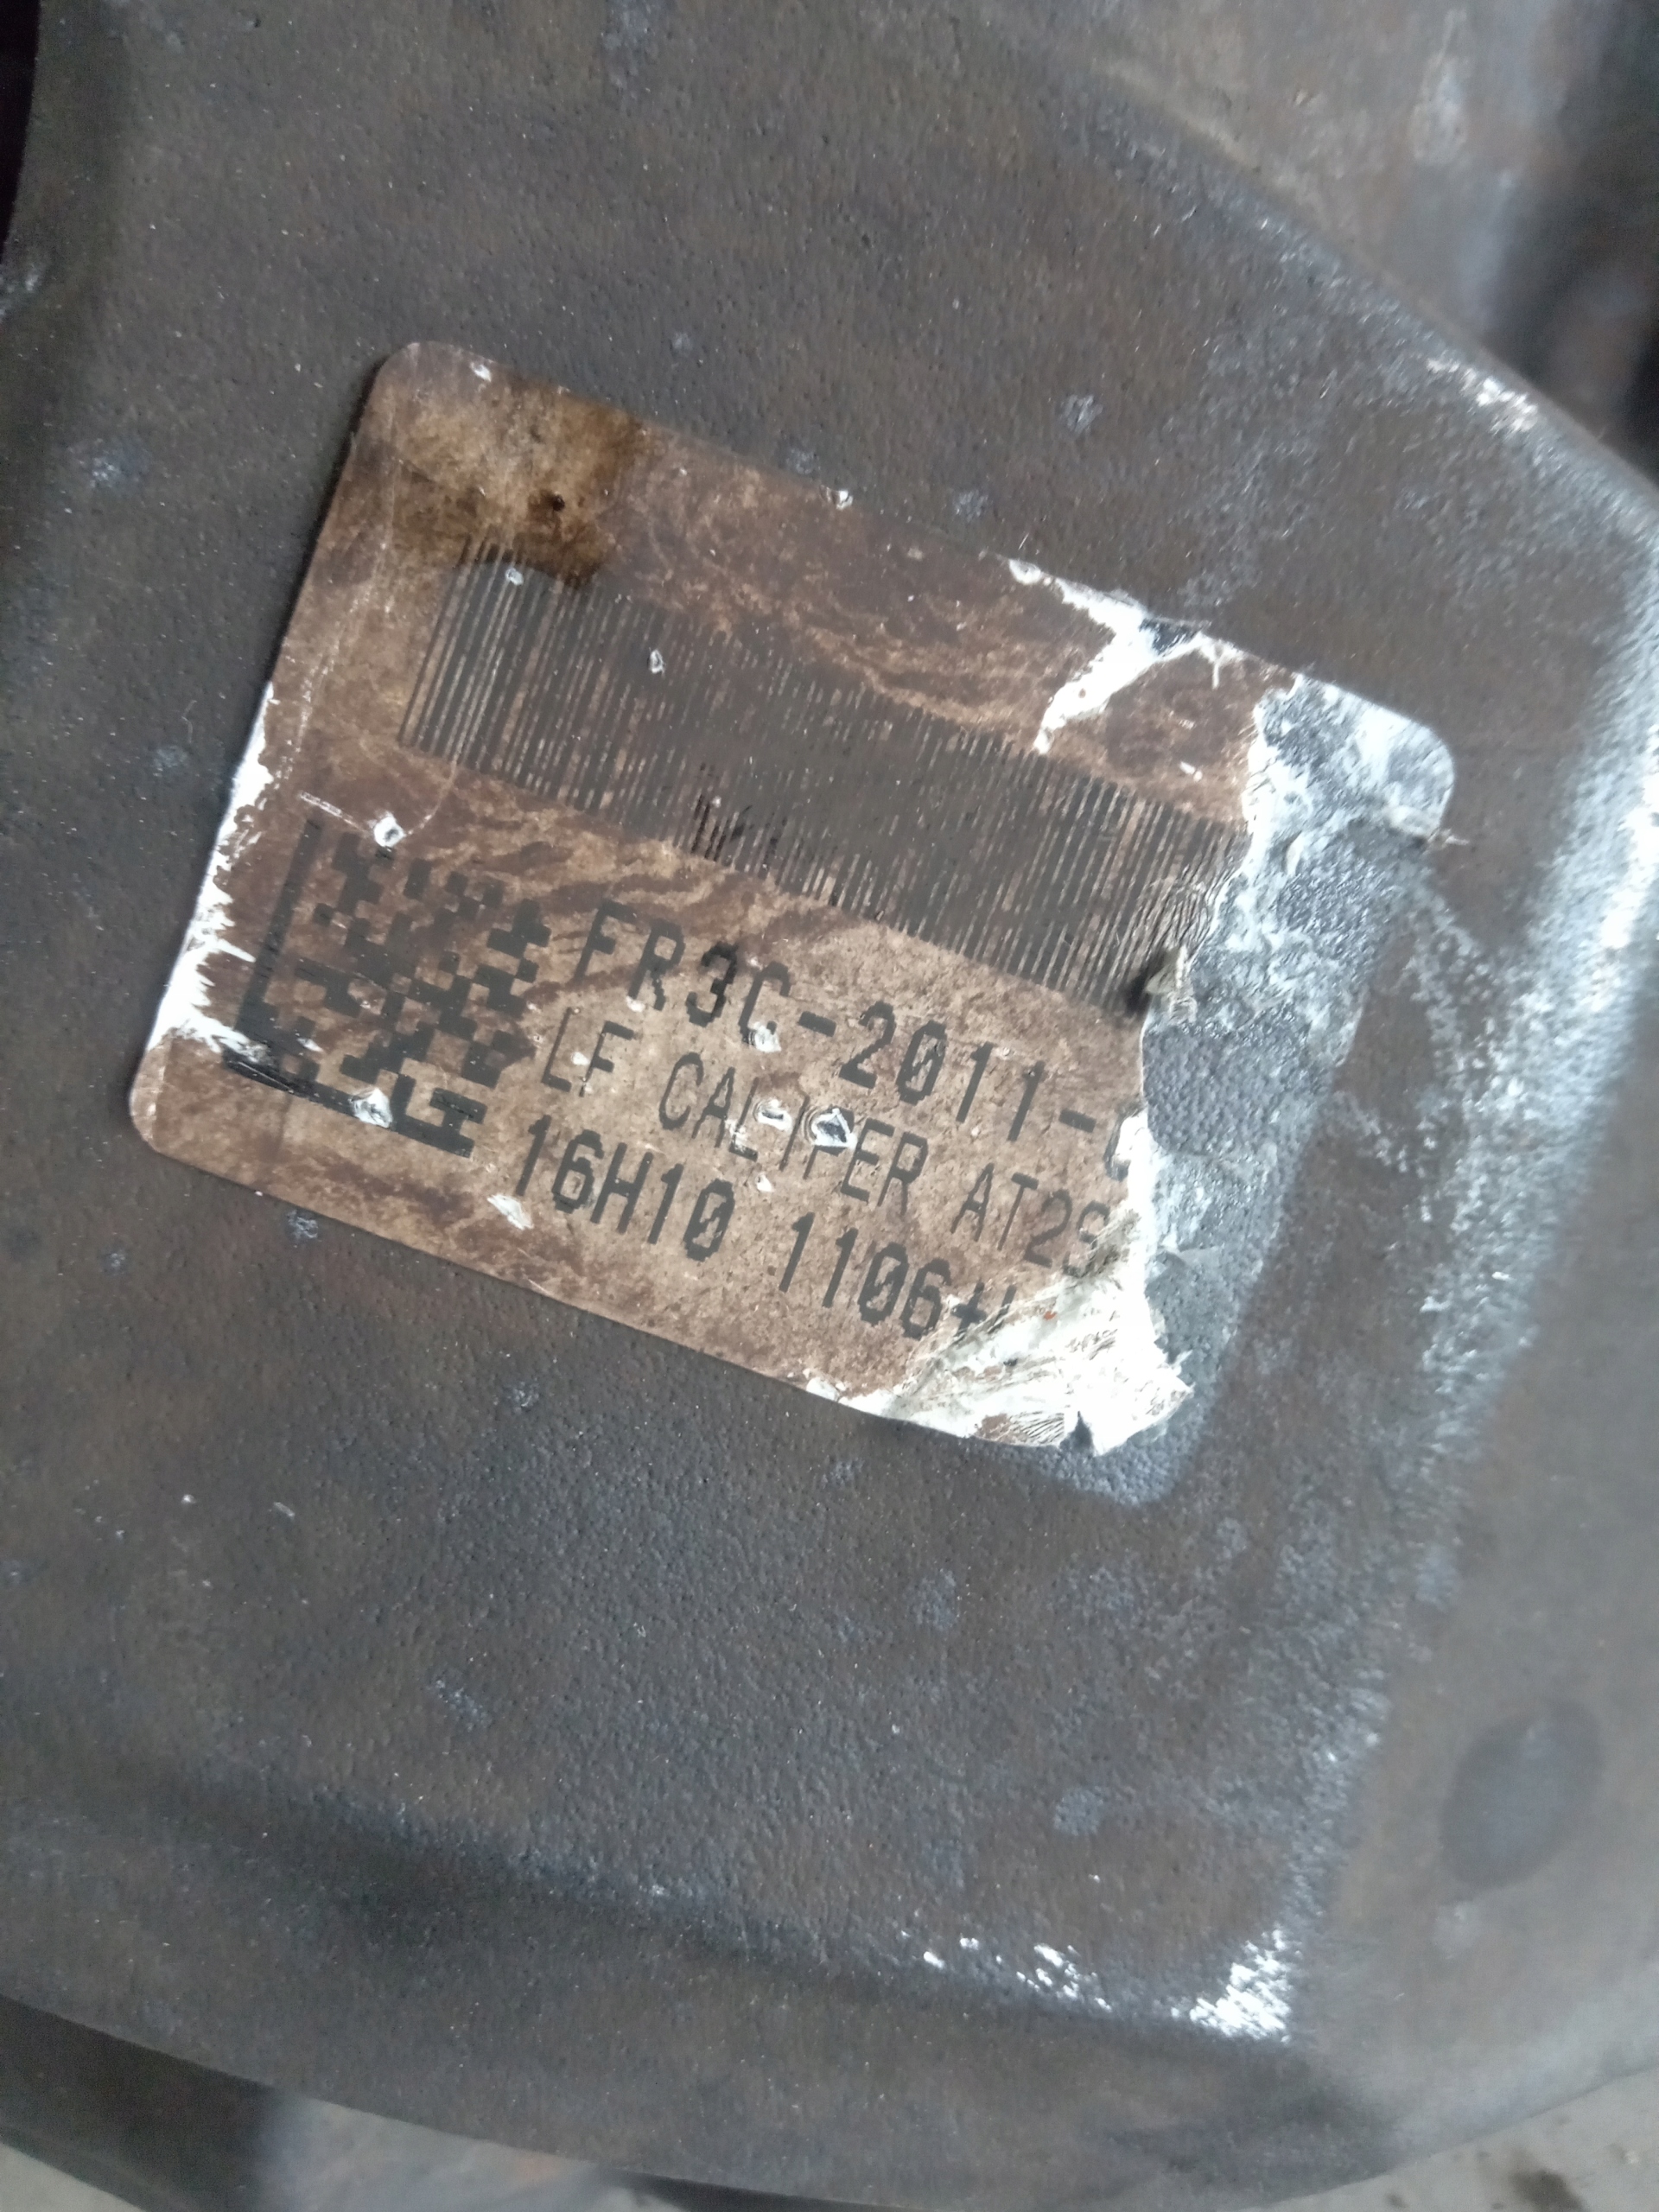 FR3C-2011-
LF CALIPER AT2S
16H10 1106+